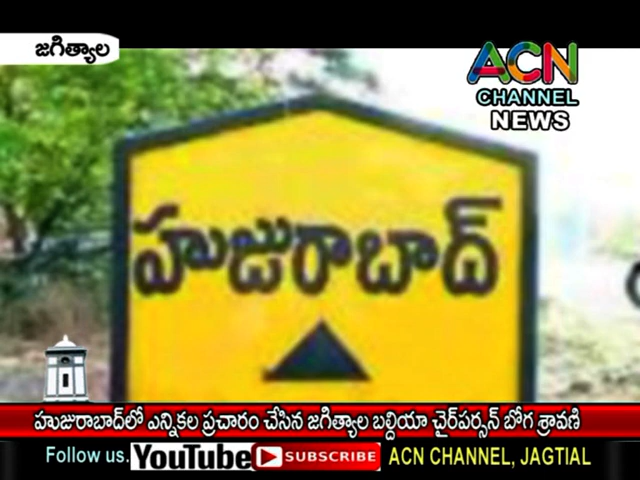 జగిత్యాల
ACN
CHANNEL
NEWS
హుజురాబాద్
హుజురాబాద్‌లో ఎన్నికల ప్రచారం చేసిన జగిత్యాల బల్దియా చైర్‌పర్సన్ బోగ శ్రావణి
Follow us. YouTube SUBSCRIBE ACN CHANNEL, JAGTIAL